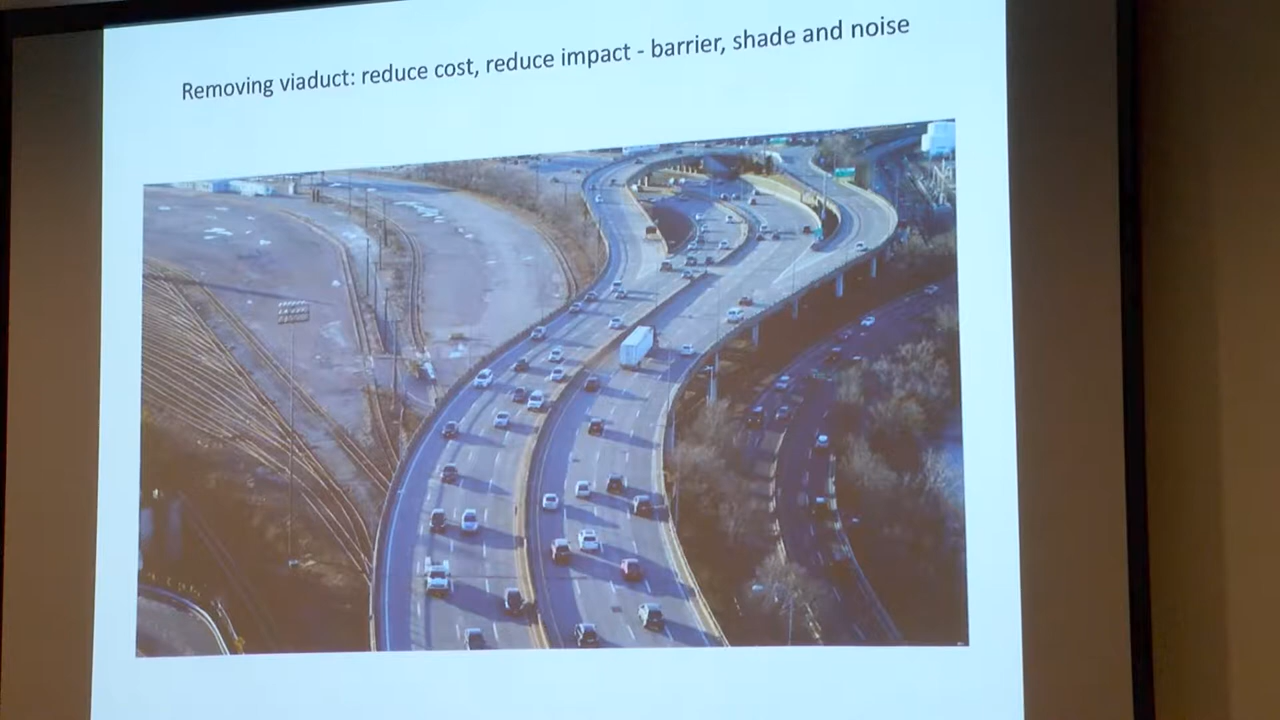 Removing viaduct: reduce cost, reduce impact - barrier, shade and noise